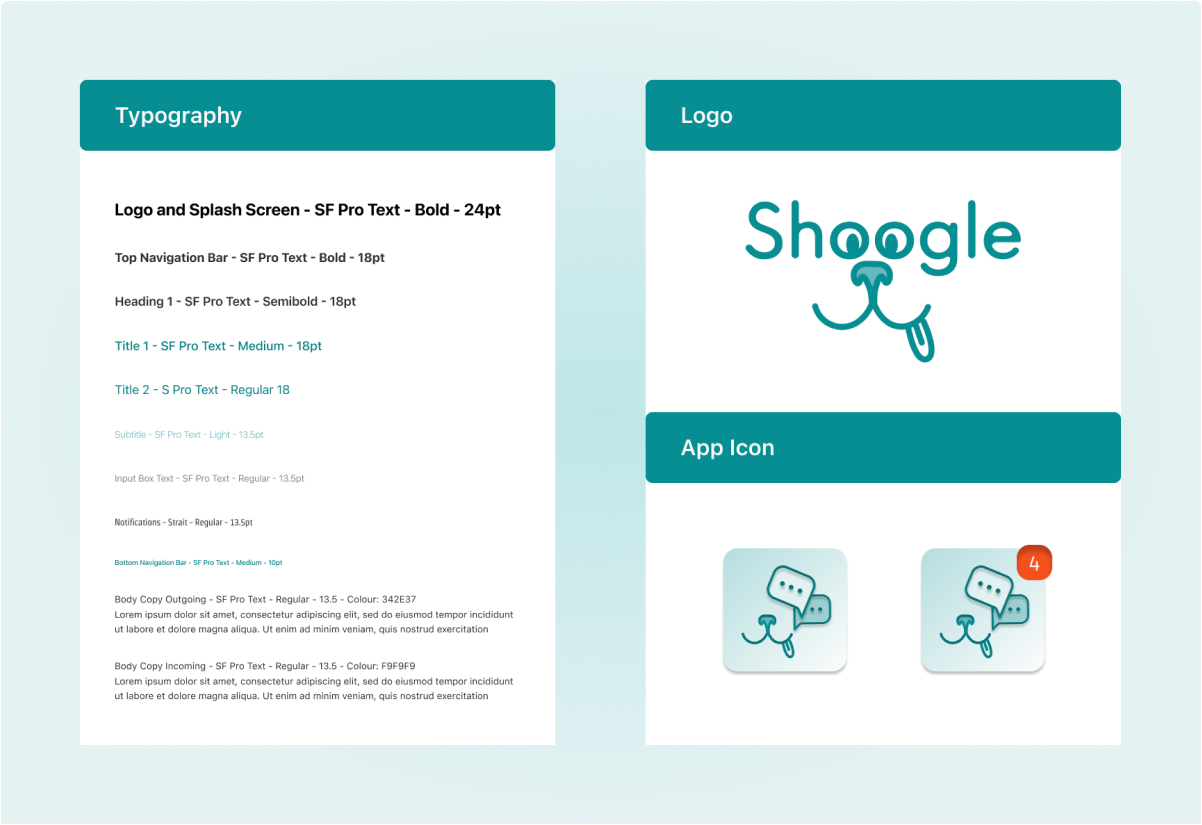 Typography
Logo and Splash Screen - SF Pro Text - Bold - 24pt
Top Navigation Bar - SF Pro Text - Bold - 18pt
Heading 1 - SF Pro Text - Semibold - 18pt
Title 1 - SF Pro Text - Medium - 18pt
Title 2 - S Pro Text - Regular 18
Subtitle - SF Pro Text - Light - 13.5pt
Input Box Text - SF Pro Text - Regular - 13.5pt
Notifications - Strait - Regular - 13.5pt
Bottom Navigation Bar - SF Pro Text - Medium - 10pt
Body Copy Outgoing - SF Pro Text - Regular - 13.5 - Colour: 342E37
Lorem ipsum dolor sit amet, consectetur adipiscing elit, sed do eiusmod tempor incididunt
ut labore et dolore magna aliqua. Ut enim ad minim veniam, quis nostrud exercitation
Body Copy Incoming - SF Pro Text - Regular - 13.5 - Colour: F9F9F9
Lorem ipsum dolor sit amet, consectetur adipiscing elit, sed do eiusmod tempor incididunt
ut labore et dolore magna aliqua. Ut enim ad minim veniam, quis nostrud exercitation
Logo
Shoogle
App Icon
4